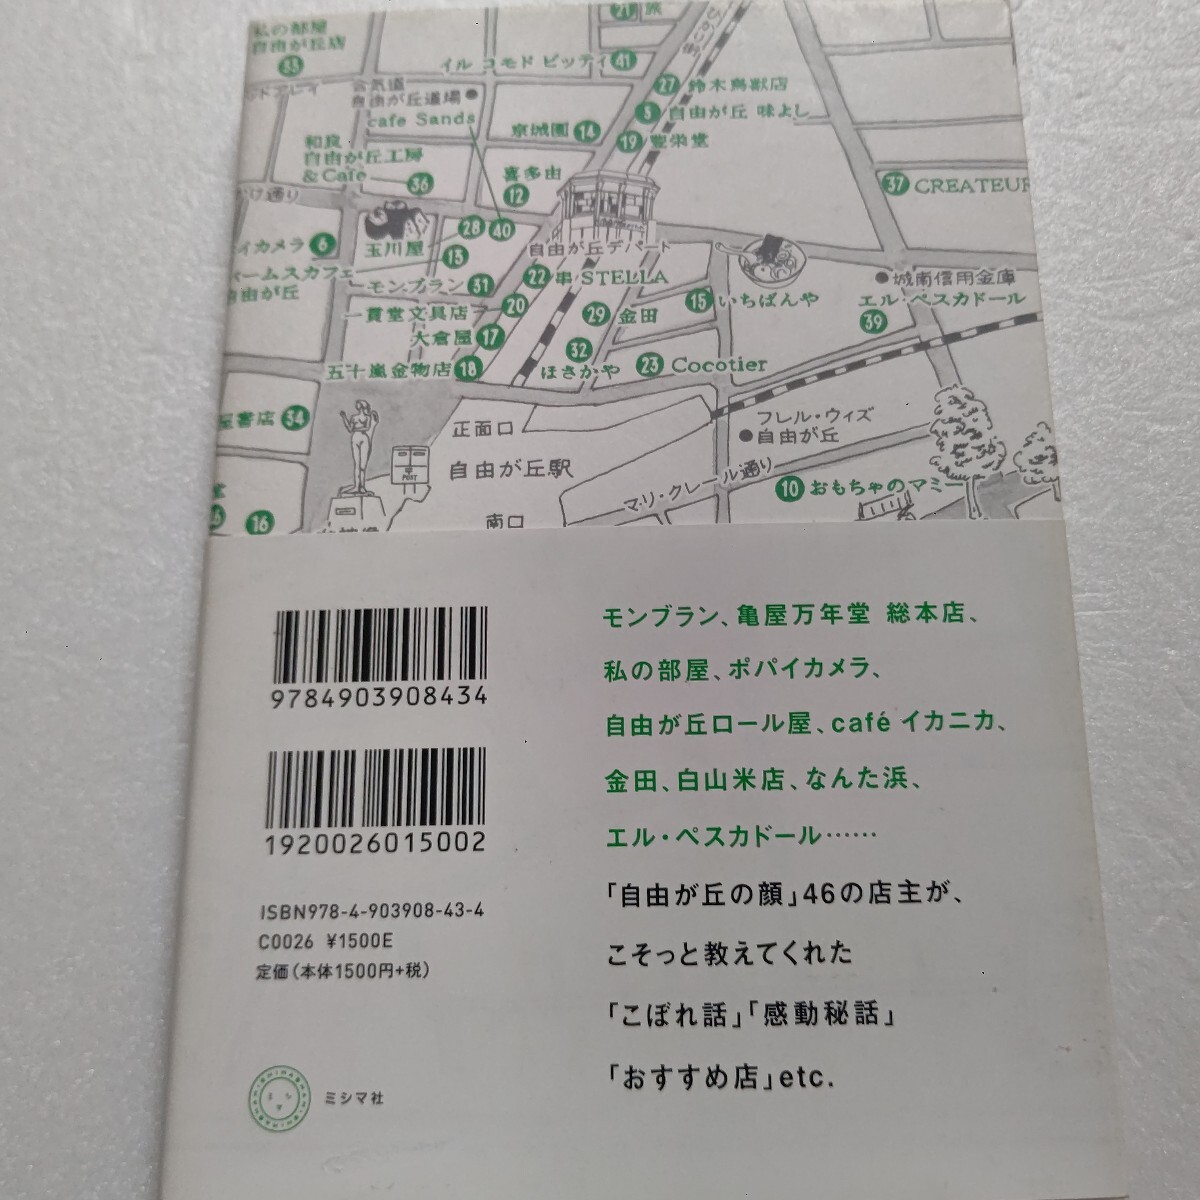 私の部屋
自由が丘店
33
21 旅
イル コモド ピッティ 41
27 鈴木鳥獣店
合気道
自由が丘道場
5 自由が丘 味よし
cafe Sands
京城園 14
19 豊栄堂
和良
自由が丘工房
&Café
36
喜多由
12
37 CREATEUR
け通り
イカメラ 6
玉川屋
28 40
13
自由が丘デパート
城南信用金庫
ームスカフェ
自由が丘
モンブラン 31
22 串 STELLA
エル・ペスカドール
39
一貫堂文具店 20
29 金田
15 いちばんや
大倉屋 17
32
ほさかや
23 Cocotier
五十嵐金物店 18
屋書店 34
正面口
フレル・ウィズ
自由が丘
自由が丘駅
POST
マリ・クレール通り
10 おもちゃのマミー
16
南口
9784903908434
1920026015002
ISBN978-4-903908-43-4
C0026 ¥1500E
定価(本体1500円+税)
ミシマ社
モンブラン、亀屋万年堂 総本店、
私の部屋、ポパイカメラ、
自由が丘ロール屋、café イカニカ、
金田、白山米店、なんた浜、
エル・ペスカドール……
「自由が丘の顔」46の店主が、
こそっと教えてくれた
「こぼれ話」「感動秘話」
「おすすめ店」etc.